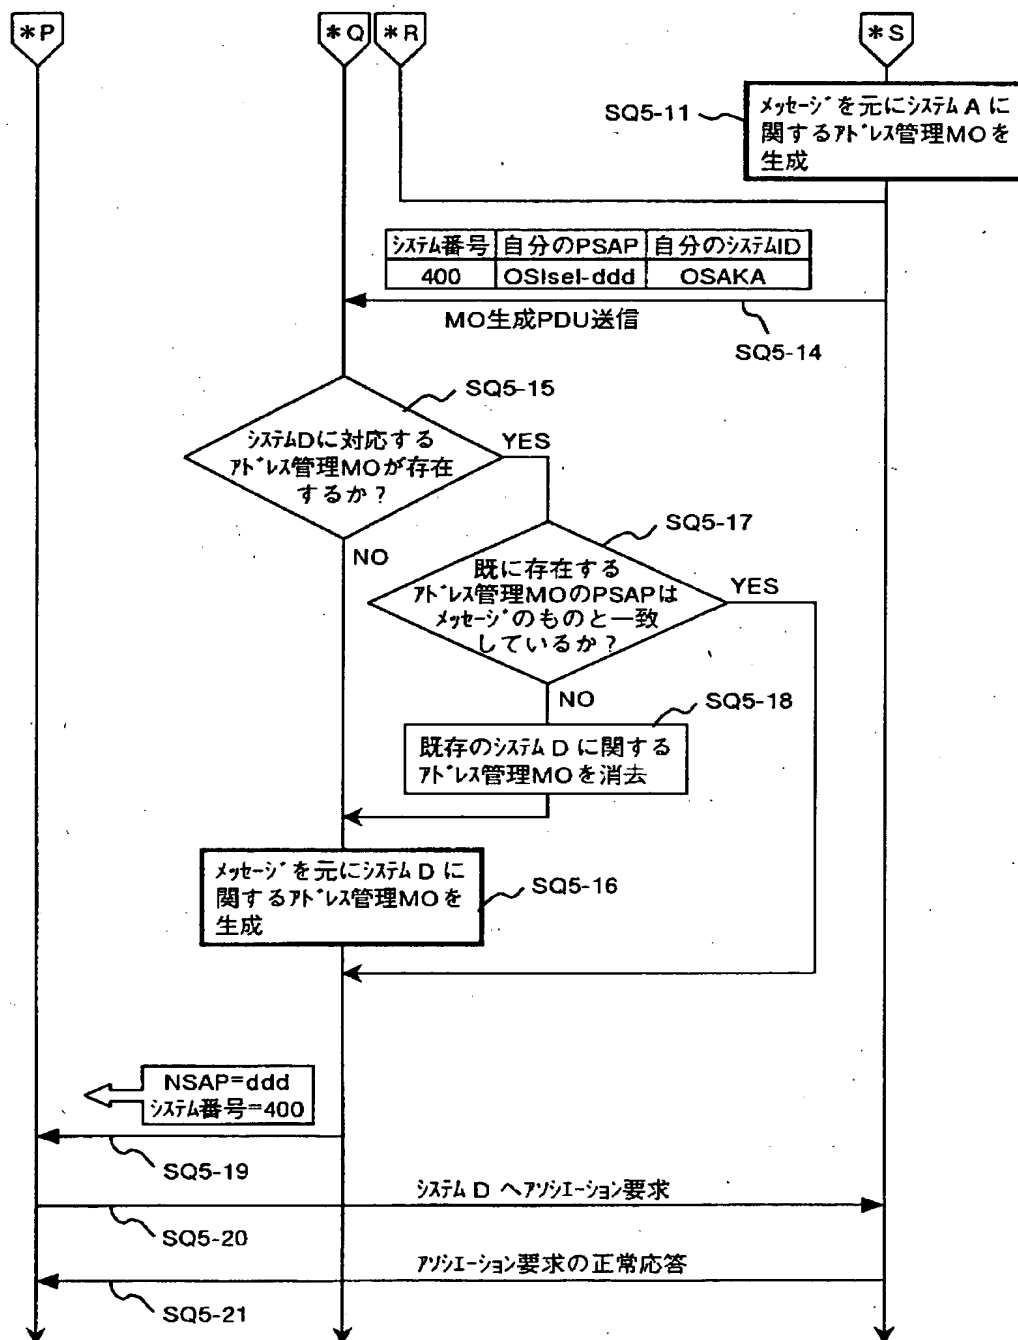 *P
*Q
*R
*S
SQ5-11
メッセージを元にシステムAに
関するアドレス管理MOを
生成
システム番号 自分のPSAP 自分のシステムID
400 OSIsel-ddd OSAKA
MO生成PDU送信
SQ5-14
SQ5-15
システムDに対応する
アドレス管理MOが存在
するか?
YES
NO
SQ5-17
既に存在する
アドレス管理MOのPSAPは
メッセージのものと一致
しているか?
YES
NO
SQ5-18
既存のシステムDに関する
アドレス管理MOを消去
メッセージを元にシステムDに
関するアドレス管理MOを
生成
SQ5-16
NSAP=ddd
システム番号=400
SQ5-19
システムDへアソシエーション要求
SQ5-20
アソシエーション要求の正常応答
SQ5-21